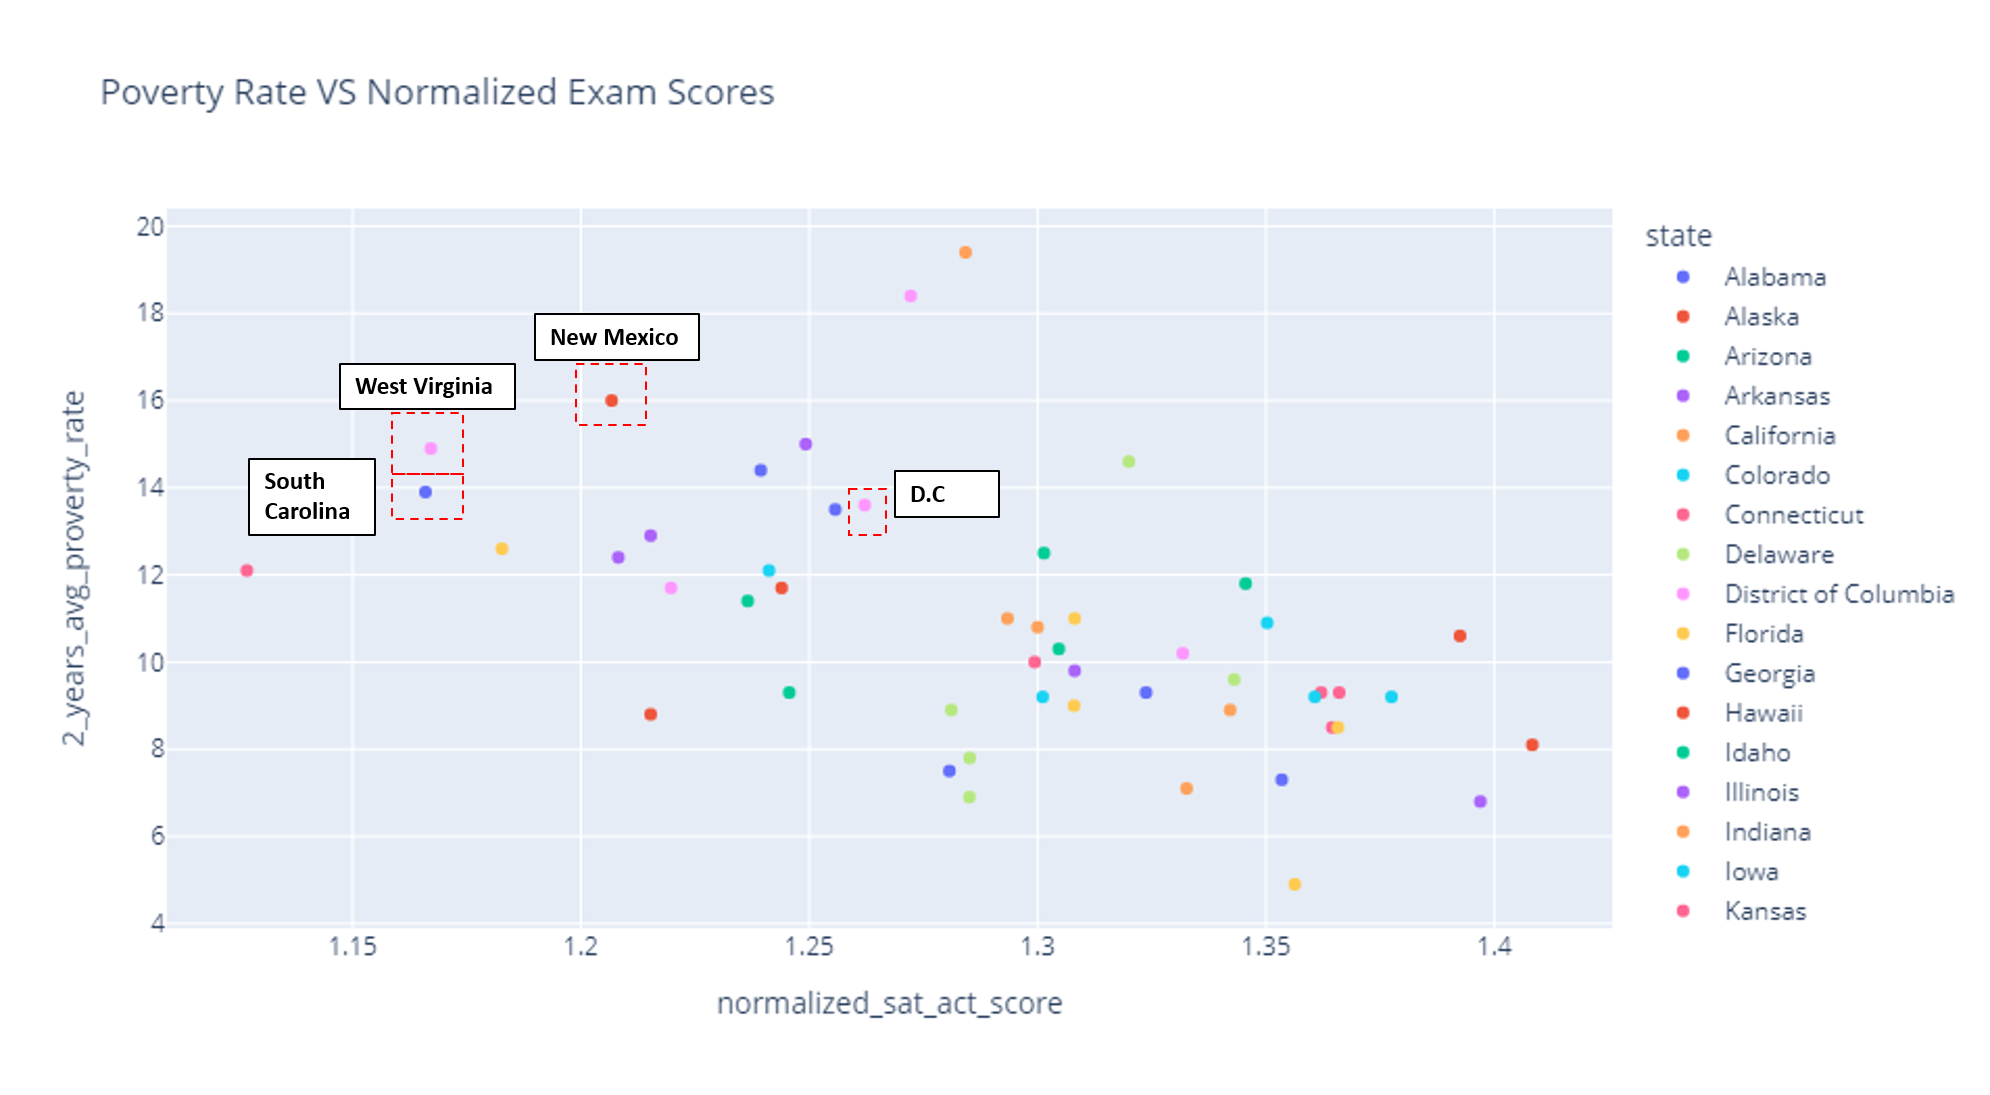 Poverty Rate VS Normalized Exam Scores
20
18
16
14
12
10
8
6
4
2_years_avg_proverty_rate
New Mexico
West Virginia
South
Carolina
D.C
1.15
1.2
1.25
1.3
1.35
1.4
normalized_sat_act_score
state
Alabama
Alaska
Arizona
Arkansas
California
Colorado
Connecticut
Delaware
District of Columbia
Florida
Georgia
Hawaii
Idaho
Illinois
Indiana
Iowa
Kansas